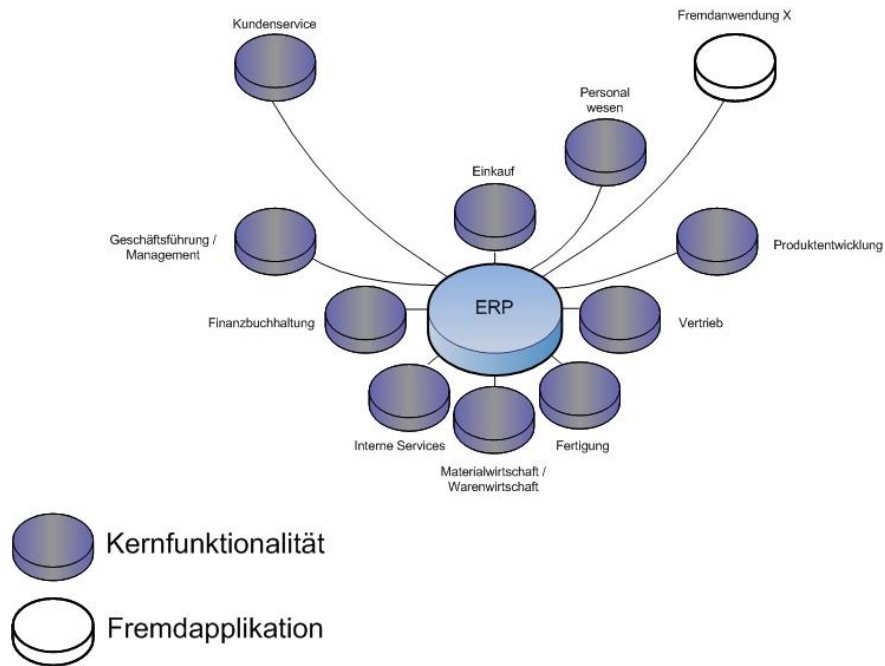 Kundenservice
Fremdanwendung X
Personal
wesen
Einkauf
Geschäftsführung /
Management
Produktentwicklung
ERP
Finanzbuchhaltung
Vertrieb
Interne Services
Fertigung
Materialwirtschaft /
Warenwirtschaft
Kernfunktionalität
Fremdapplikation